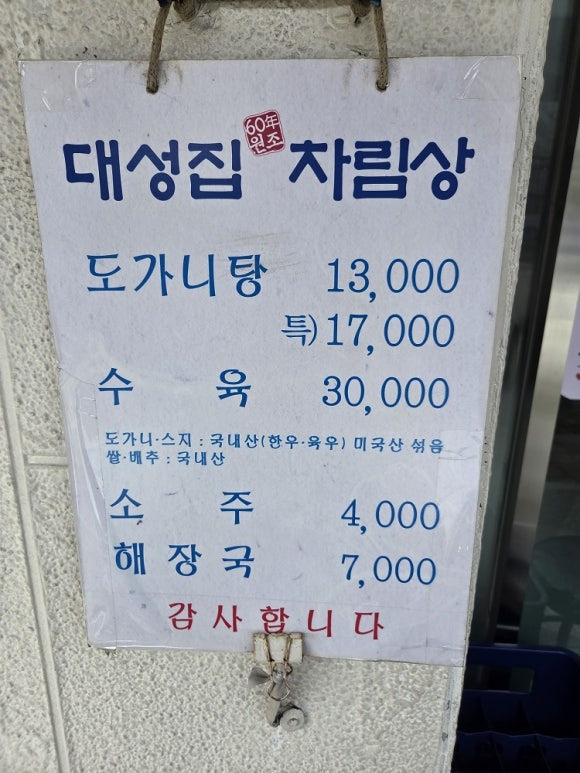 대성집 60年 원조 차림상
도가니탕 13,000
특) 17,000
수육 30,000
도가니·스지 : 국내산(한우·육우) 미국산 섞음
쌀·배추 : 국내산
소주 4,000
해장국 7,000
감사합니다